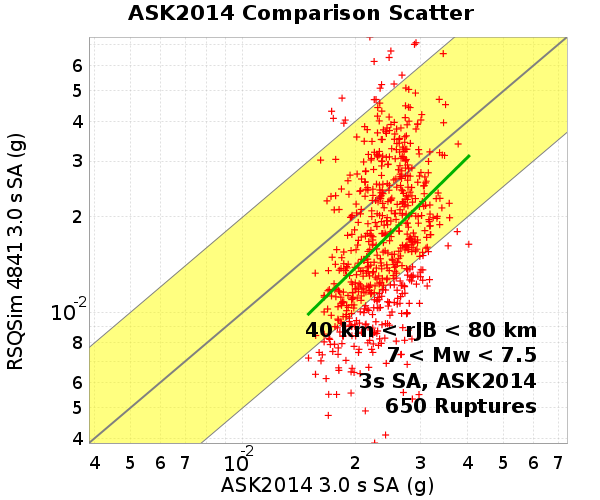 ASK2014 Comparison Scatter
RSQSim 4841 3.0 s SA (g)
6
5
4
3
2
10-2
8
7
6
5
4
40 km < rJB < 80 km
7 < Mw < 7.5
3s SA, ASK2014
650 Ruptures
4 5 6 7 10-2 2 3 4 5 6 7
ASK2014 3.0 s SA (g)